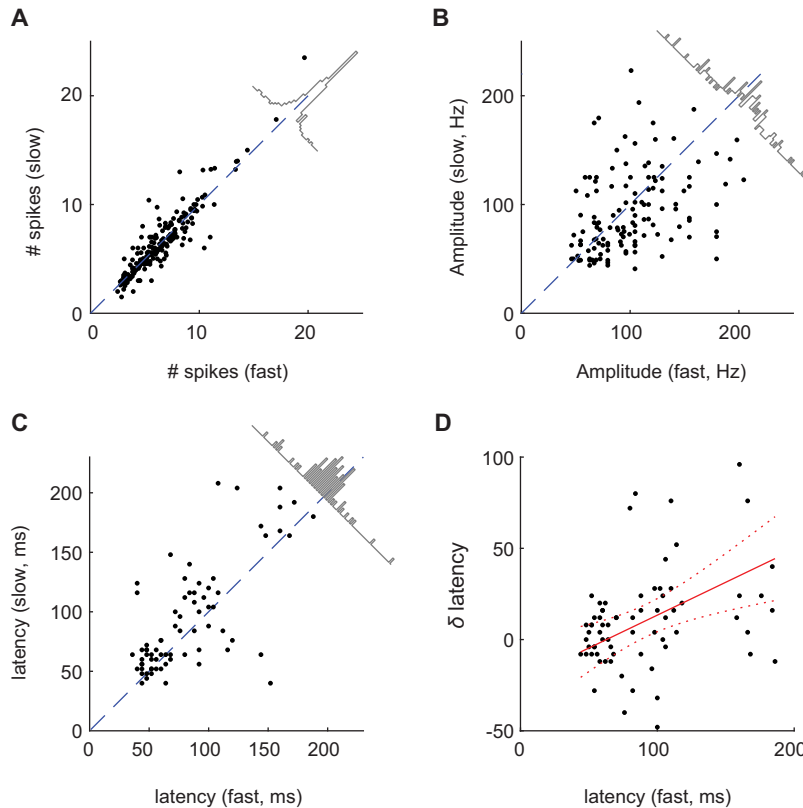 A
# spikes (slow)
20
10
0
0
10
20
# spikes (fast)
B
Amplitude (slow, Hz)
200
100
0
0
100
200
Amplitude (fast, Hz)
C
latency (slow, ms)
200
150
100
50
0
0
50
100
150
200
latency (fast, ms)
D
δ latency
100
50
0
-50
0
100
200
latency (fast, ms)